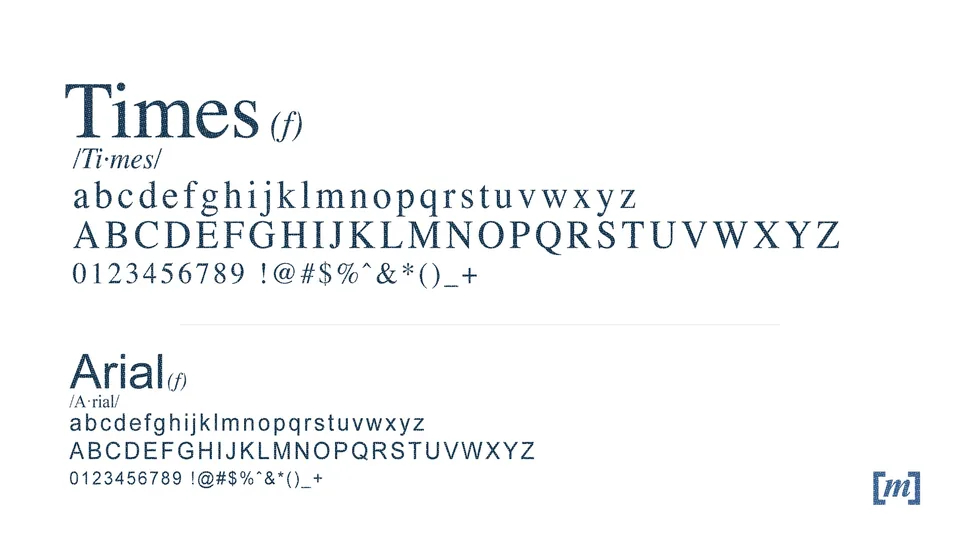 Times (f)
/Ti·mes/
abcdefghijklmnopqrstuvwxyz
ABCDEFGHIJKLMNOPQRSTUVWXYZ
0123456789 !@#$%ˆ&*()_+
Arial (f)
/A·rial/
abcdefghijklmnopqrstuvwxyz
ABCDEFGHIJKLMNOPQRSTUVWXYZ
0123456789 !@#$%ˆ&*()_+
[m]